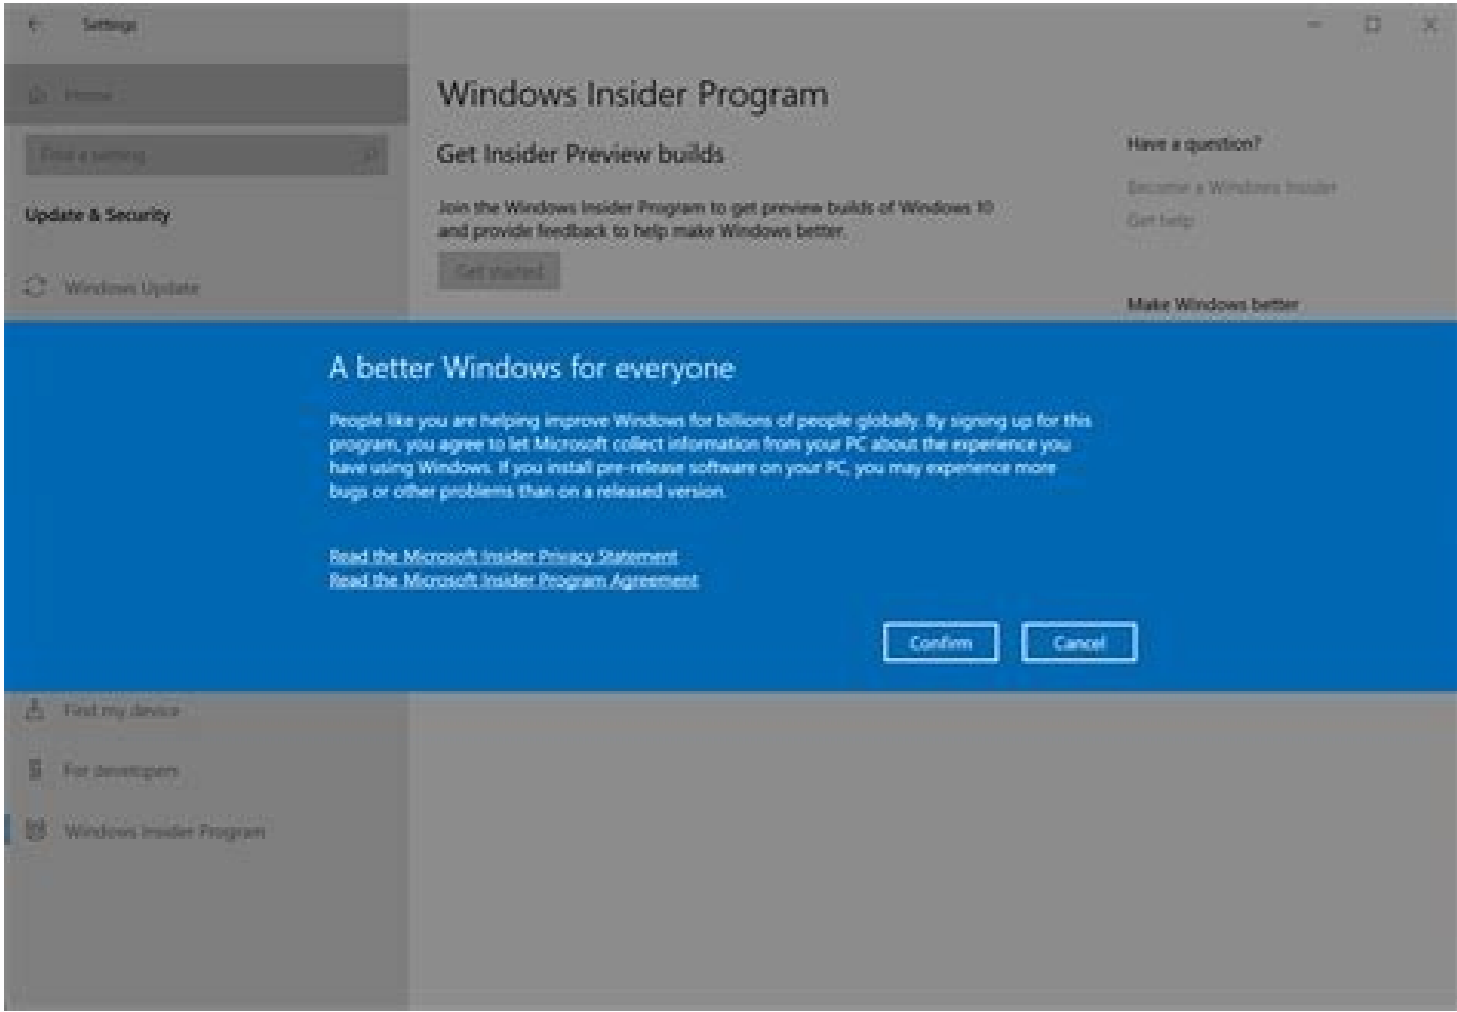 Settings
Home
Find a setting
Update & Security
Windows Update
Windows Insider Program
Get Insider Preview builds
Join the Windows Insider Program to get preview builds of Windows 10
and provide feedback to help make Windows better.
Get started
Have a question?
Become a Windows Insider
Get help
Make Windows better
A better Windows for everyone
People like you are helping improve Windows for billions of people globally. By signing up for this
program, you agree to let Microsoft collect information from your PC about the experience you
have using Windows. If you install pre-release software on your PC, you may experience more
bugs or other problems than on a released version.
Read the Microsoft Insider Privacy Statement
Read the Microsoft Insider Program Agreement
Confirm
Cancel
Find my device
For developers
Windows Insider Program